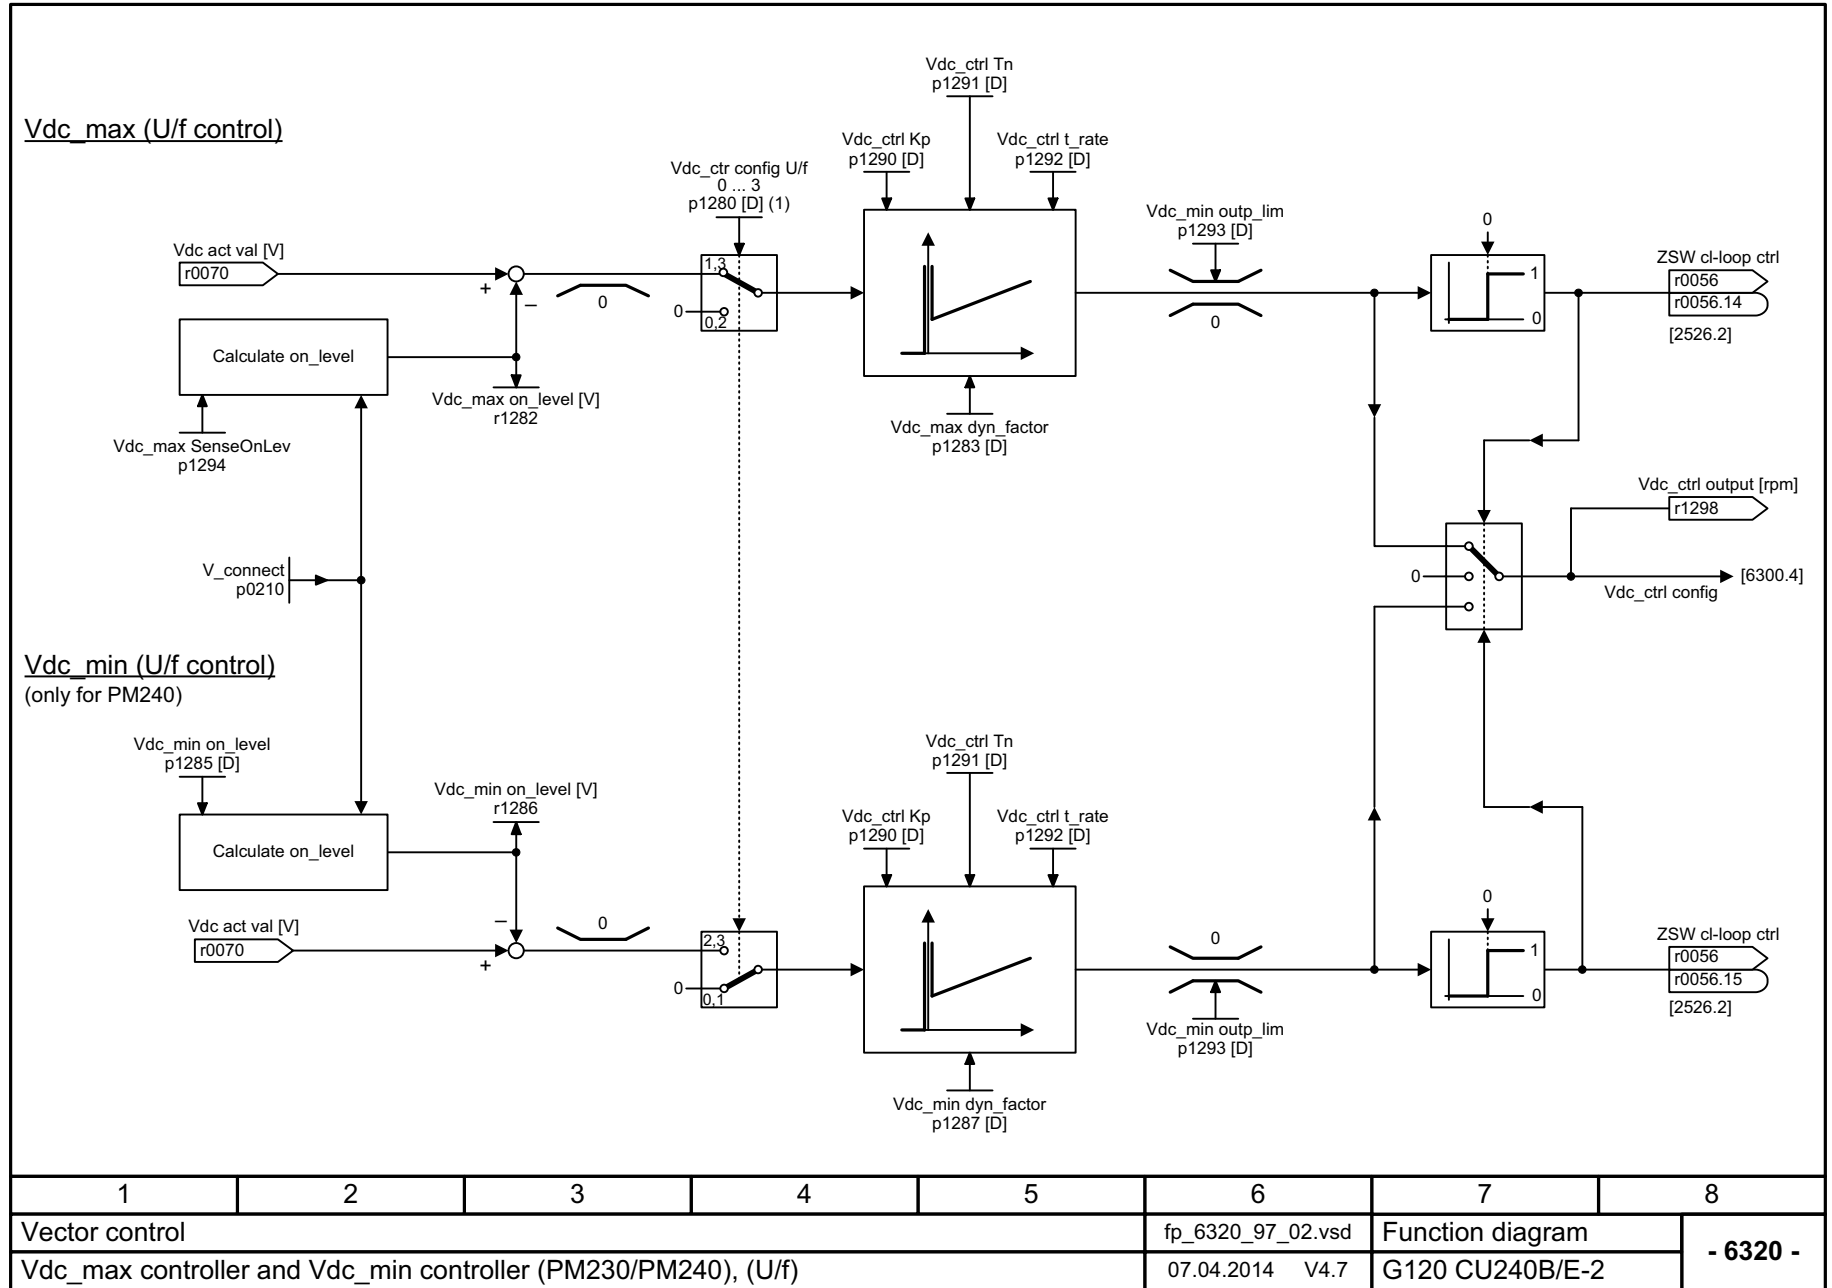 Vdc_max (U/f control)
Vdc_ctrl Tn
p1291 [D]
Vdc_ctrl Kp
p1290 [D]
Vdc_ctrl t_rate
p1292 [D]
Vdc_ctr config U/f
0 ... 3
p1280 [D] (1)
Vdc_min outp_lim
p1293 [D]
0
Vdc act val [V]
r0070
+
–
0
1,3
0
0,2
0
1
0
ZSW cl-loop ctrl
r0056
r0056.14
[2526.2]
Calculate on_level
Vdc_max on_level [V]
r1282
Vdc_max SenseOnLev
p1294
Vdc_max dyn_factor
p1283 [D]
Vdc_ctrl output [rpm]
r1298
V_connect
p0210
0
[6300.4]
Vdc_ctrl config
Vdc_min (U/f control)
(only for PM240)
Vdc_min on_level
p1285 [D]
Vdc_min on_level [V]
r1286
Calculate on_level
Vdc_ctrl Tn
p1291 [D]
Vdc_ctrl Kp
p1290 [D]
Vdc_ctrl t_rate
p1292 [D]
Vdc act val [V]
r0070
–
+
0
2,3
0
0,1
0
Vdc_min outp_lim
p1293 [D]
0
1
0
ZSW cl-loop ctrl
r0056
r0056.15
[2526.2]
Vdc_min dyn_factor
p1287 [D]
1 2 3 4 5 6 7 8
Vector control
fp_6320_97_02.vsd
Function diagram
- 6320 -
Vdc_max controller and Vdc_min controller (PM230/PM240), (U/f)
07.04.2014 V4.7
G120 CU240B/E-2